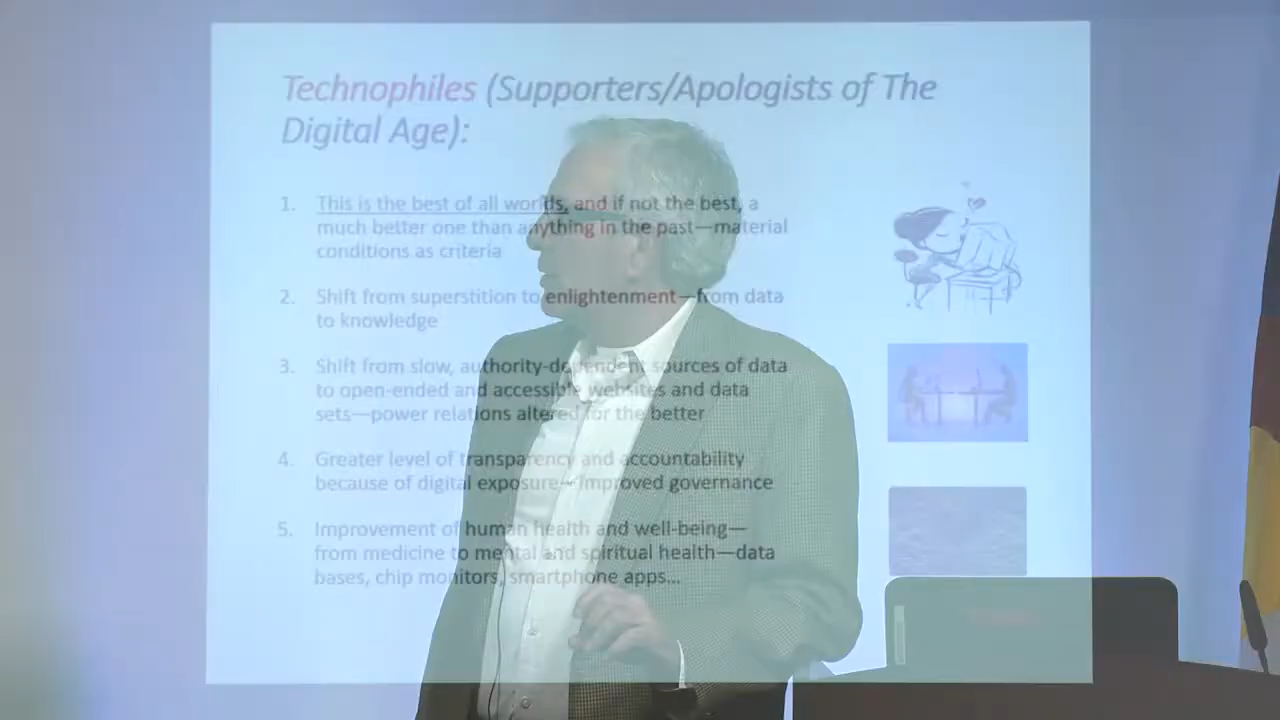 Technophiles (Supporters/Apologists of The
Digital Age):
1. This is the best of all worlds, and if not the best, a
much better one than anything in the past—material
conditions as criteria
2. Shift from superstition to enlightenment—from data
to knowledge
3. Shift from slow, authority-dependent sources of data
to open-ended and accessible websites and data
sets—power relations altered for the better
4. Greater level of transparency and accountability
because of digital exposure—improved governance
5. Improvement of human health and well-being—
from medicine to mental and spiritual health—data
bases, chip monitors, smartphone apps...